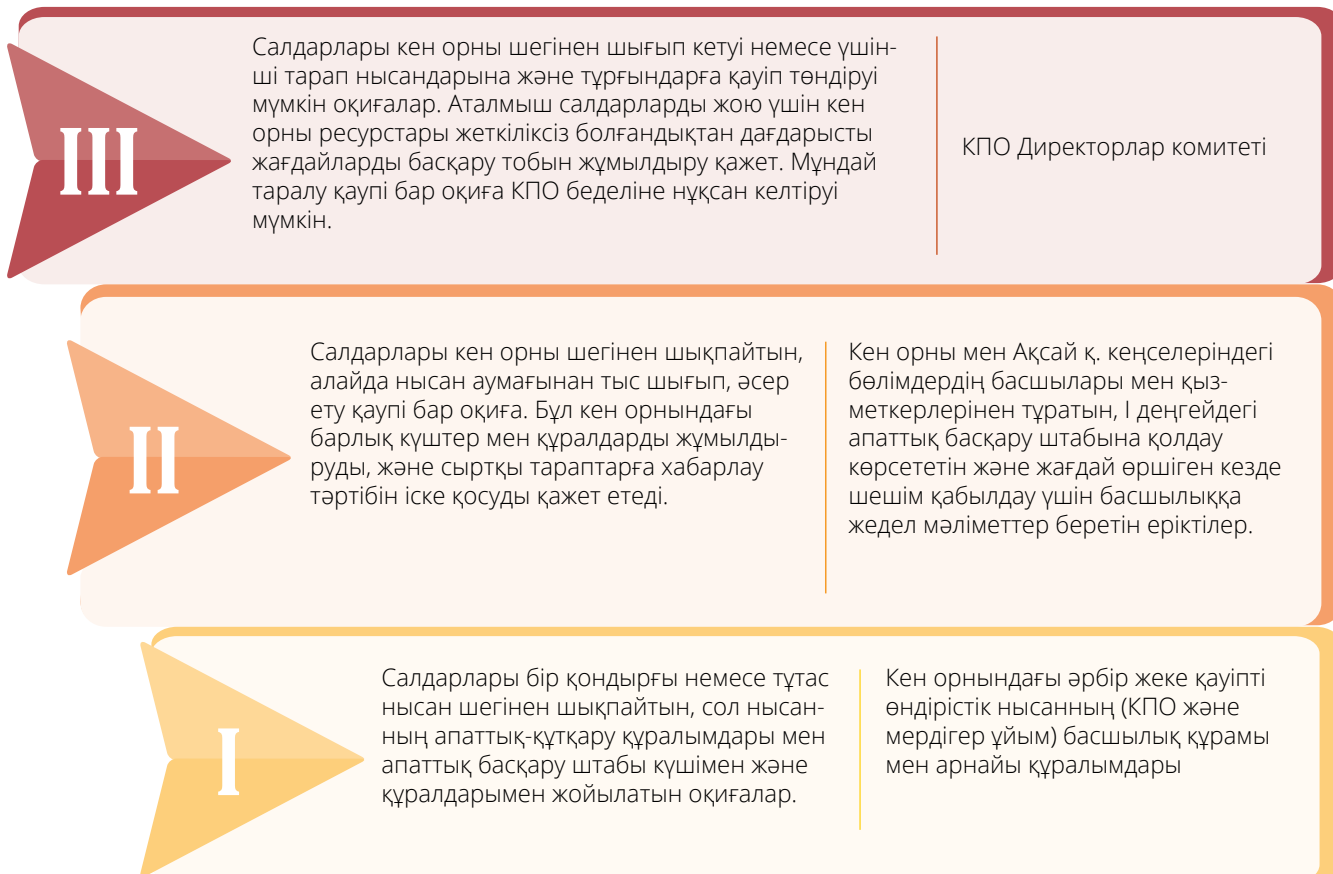 III
Салдарлары кен орны шегінен шығып кетуі немесе үшін-
ші тарап нысандарына және тұрғындарға қауіп төндіруі
мүмкін оқиғалар. Аталмыш салдарларды жою үшін кен
орны ресурстары жеткіліксіз болғандықтан дағдарысты
жағдайларды басқару тобын жұмылдыру қажет. Мұндай
таралу қаупі бар оқиға КПО беделіне нұқсан келтіруі
мүмкін.
КПО Директорлар комитеті
II
Салдарлары кен орны шегінен шықпайтын,
алайда нысан аумағынан тыс шығып, әсер
ету қаупі бар оқиға. Бұл кен орнындағы
барлық күштер мен құралдарды жұмылды-
руды, және сыртқы тараптарға хабарлау
тәртібін іске қосуды қажет етеді.
Кен орны мен Ақсай қ. кеңселеріндегі
бөлімдердің басшылары мен қыз-
меткерлерінен тұратын, I деңгейдегі
апаттық басқару штабына қолдау
көрсететін және жағдай өршіген кезде
шешім қабылдау үшін басшылыққа
жедел мәліметтер беретін еріктілер.
I
Салдарлары бір қондырғы немесе тұтас
нысан шегінен шықпайтын, сол нысан-
ның апаттық-құтқару құралымдары мен
апаттық басқару штабы күшімен және
құралдарымен жойылатын оқиғалар.
Кен орнындағы әрбір жеке қауіпті
өндірістік нысанның (КПО және
мердігер ұйым) басшылық құрамы
мен арнайы құралымдары